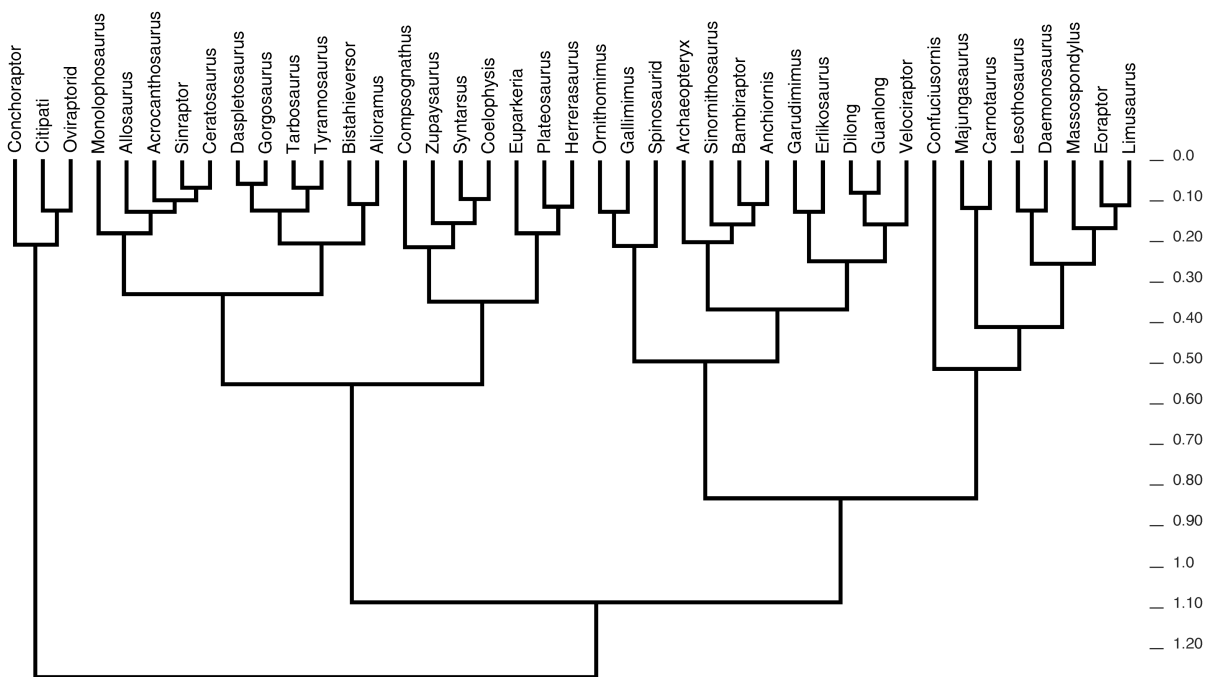 Conchoraptor
Citipati
Oviraptorid
Monolophosaurus
Allosaurus
Acrocanthosaurus
Sinraptor
Ceratosaurus
Daspletosaurus
Gorgosaurus
Tarbosaurus
Tyrannosaurus
Bistahieversor
Alioramus
Compsognathus
Zupaysaurus
Syntarsus
Coelophysis
Euparkeria
Plateosaurus
Herrerasaurus
Ornithomimus
Gallimimus
Spinosaurid
Archaeopteryx
Sinornithosaurus
Bambiraptor
Anchiornis
Garudimimus
Erlikosaurus
Dilong
Guanlong
Velociraptor
Confuciusornis
Majungasaurus
Carnotaurus
Lesothosaurus
Daemonosaurus
Massospondylus
Eoraptor
Limusaurus
0.0
0.10
0.20
0.30
0.40
0.50
0.60
0.70
0.80
0.90
1.0
1.10
1.20